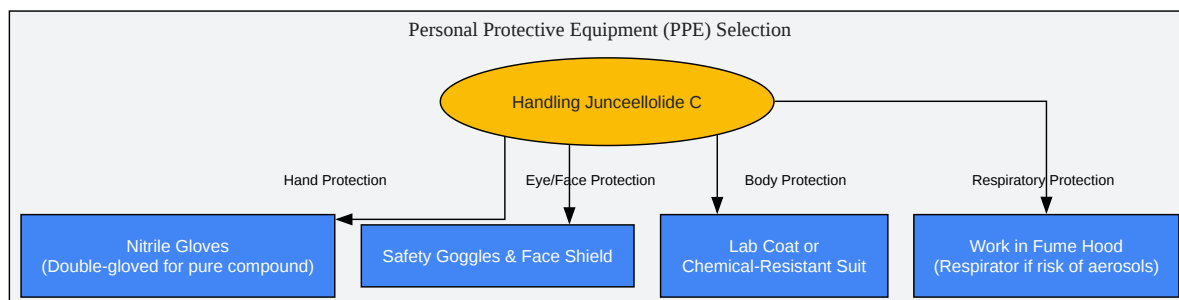 Personal Protective Equipment (PPE) Selection
Handling Junceellolide C
Hand Protection
Eye/Face Protection
Body Protection
Respiratory Protection
Nitrile Gloves
(Double-gloved for pure compound)
Safety Goggles & Face Shield
Lab Coat or
Chemical-Resistant Suit
Work in Fume Hood
(Respirator if risk of aerosols)